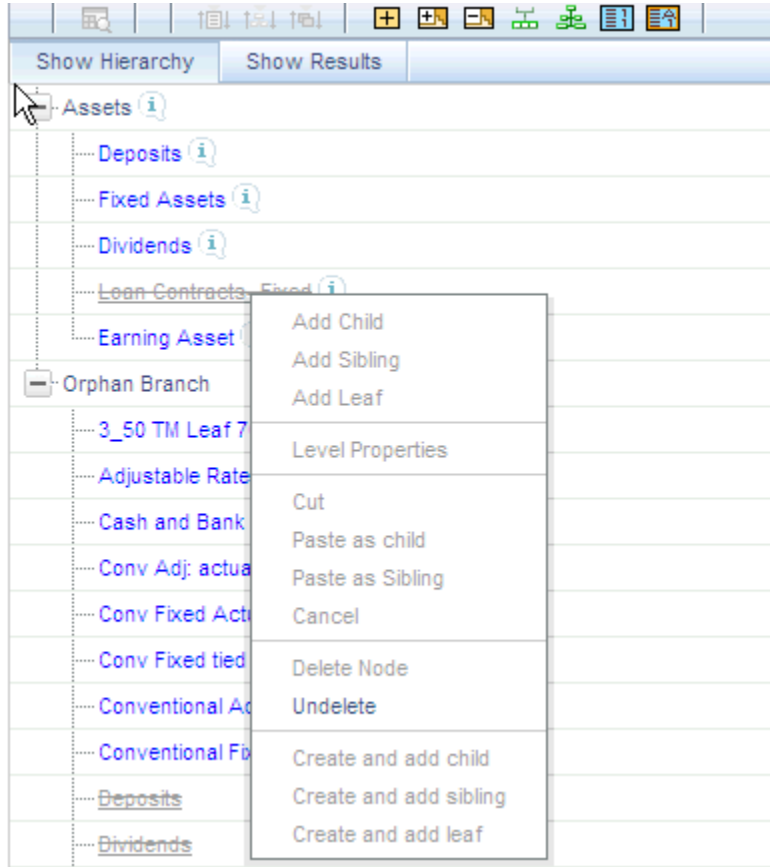 Show Hierarchy Show Results
Assets
Deposits
Fixed Assets
Dividends
Loan Contracts Fixed
Earning Asset
Orphan Branch
3_50 TM Leaf 7
Adjustable Rate
Cash and Bank
Conv Adj: actua
Conv Fixed Actu
Conv Fixed tied
Conventional Ad
Conventional Fix
Deposits
Dividends
Add Child
Add Sibling
Add Leaf
Level Properties
Cut
Paste as child
Paste as Sibling
Cancel
Delete Node
Undelete
Create and add child
Create and add sibling
Create and add leaf